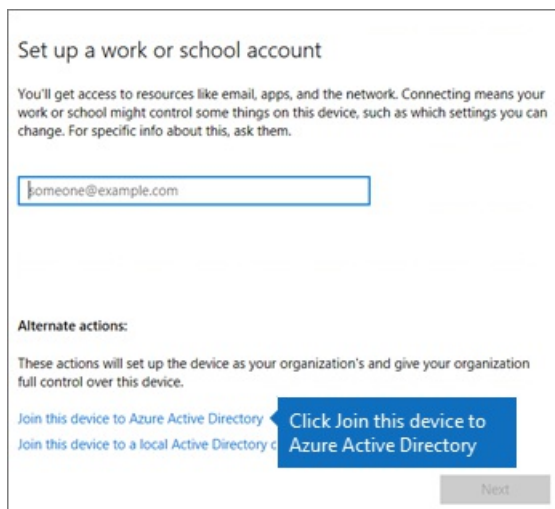 Set up a work or school account
You'll get access to resources like email, apps, and the network. Connecting means your
work or school might control some things on this device, such as which settings you can
change. For specific info about this, ask them.
someone@example.com
Alternate actions:
These actions will set up the device as your organization's and give your organization
full control over this device.
Join this device to Azure Active Directory
Click Join this device to
Azure Active Directory
Join this device to a local Active Directory
Next